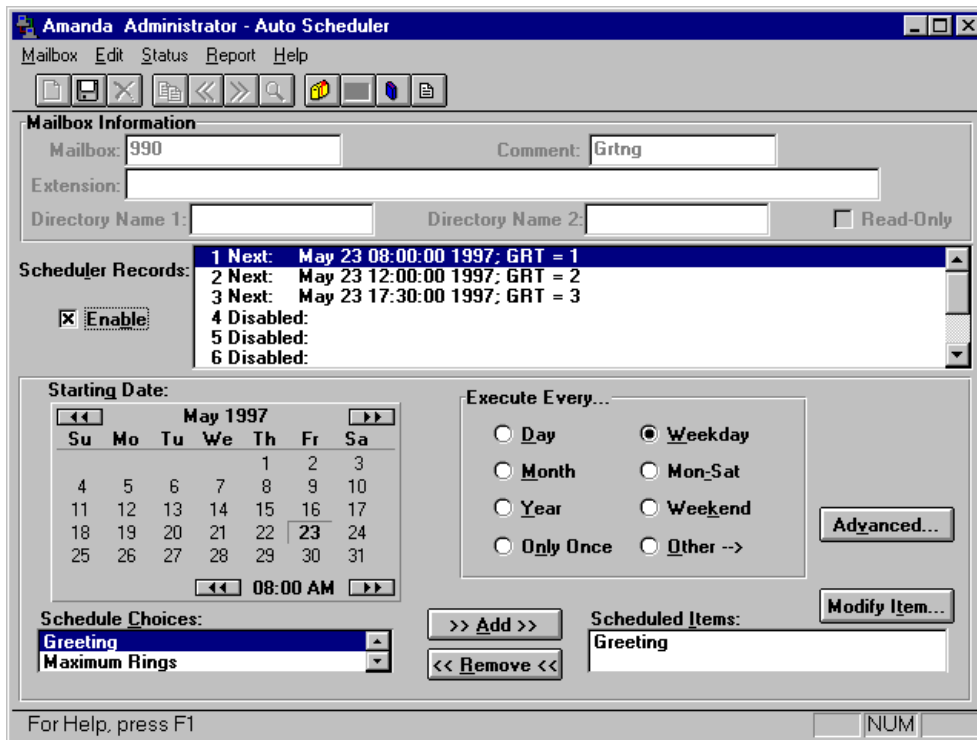 Amanda Administrator - Auto Scheduler
Mailbox Edit Status Report Help
Mailbox Information
Mailbox: 990 Comment: Grtng
Extension:
Directory Name 1: Directory Name 2: Read-Only
Scheduler Records:
1 Next: May 23 08:00:00 1997; GRT = 1
2 Next: May 23 12:00:00 1997; GRT = 2
3 Next: May 23 17:30:00 1997; GRT = 3
4 Disabled:
5 Disabled:
6 Disabled:
Enable
Starting Date:
May 1997
Su Mo Tu We Th Fr Sa
1 2 3
4 5 6 7 8 9 10
11 12 13 14 15 16 17
18 19 20 21 22 23 24
25 26 27 28 29 30 31
08:00 AM
Execute Every...
Day Weekday
Month Mon-Sat
Year Weekend
Only Once Other -->
Advanced...
Modify Item...
Schedule Choices:
Greeting
Maximum Rings
>> Add >>
<< Remove <<
Scheduled Items:
Greeting
For Help, press F1 NUM